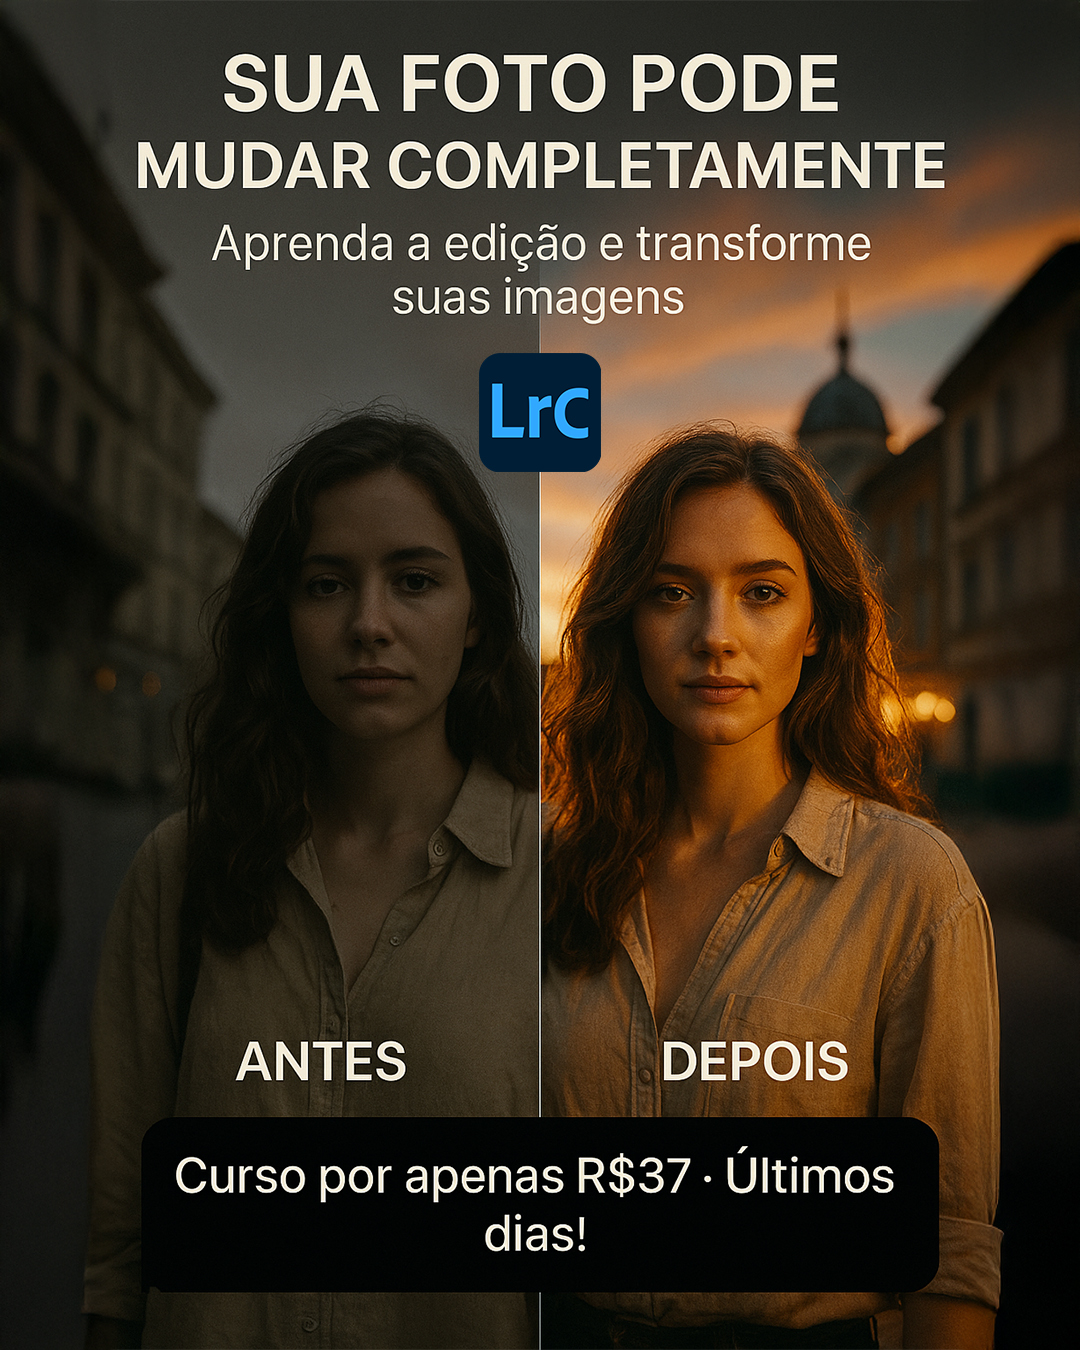 SUA FOTO PODE
MUDAR COMPLETAMENTE
Aprenda a edição e transforme
suas imagens
LrC
ANTES
DEPOIS
Curso por apenas R$37 · Últimos
dias!